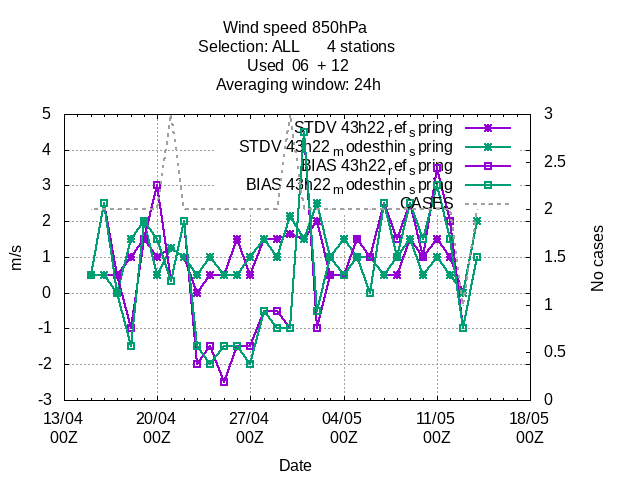 Wind speed 850hPa
Selection: ALL 4 stations
Used 06 + 12
Averaging window: 24h
STDV 43h22_ref_spring
STDV 43h22_modesthin_spring
BIAS 43h22_ref_spring
BIAS 43h22_modesthin_spring
CASES
5
4
3
2
1
0
-1
-2
-3
m/s
3
2.5
2
1.5
1
0.5
0
No cases
13/04 20/04 27/04 04/05 11/05 18/05
00Z 00Z 00Z 00Z 00Z 00Z
Date